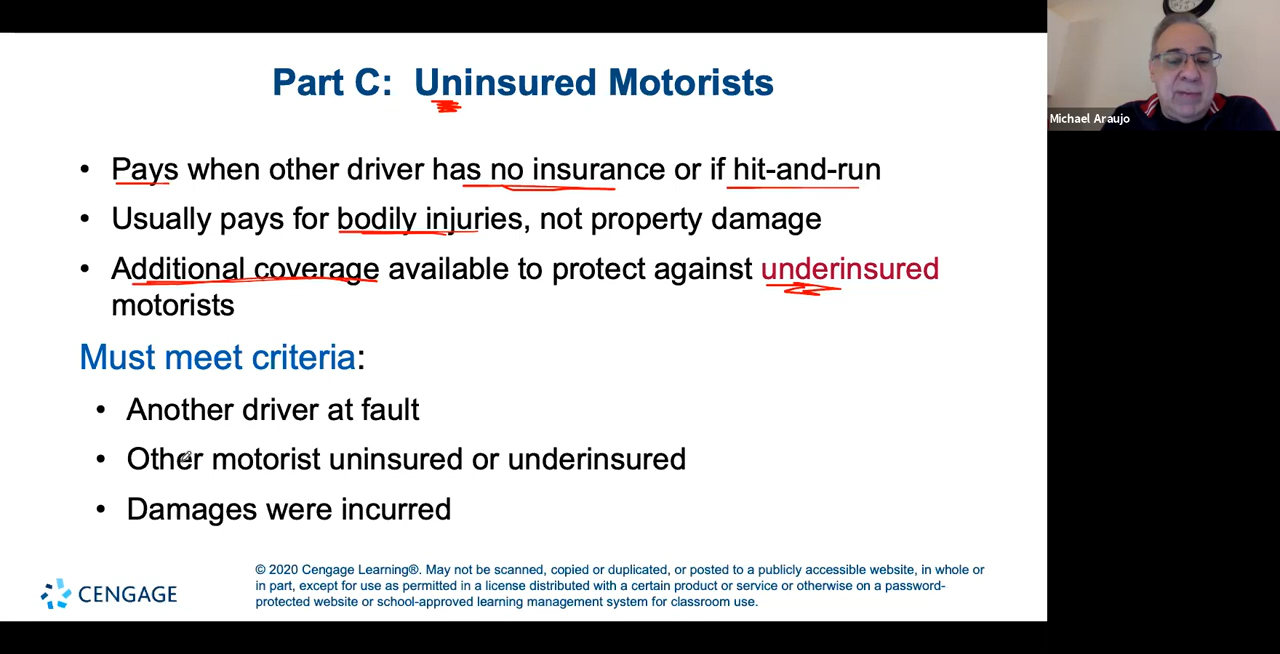 Part C: Uninsured Motorists
• Pays when other driver has no insurance or if hit-and-run
• Usually pays for bodily injuries, not property damage
• Additional coverage available to protect against underinsured
motorists
Must meet criteria:
• Another driver at fault
• Other motorist uninsured or underinsured
• Damages were incurred
CENGAGE
© 2020 Cengage Learning®. May not be scanned, copied or duplicated, or posted to a publicly accessible website, in whole or
in part, except for use as permitted in a license distributed with a certain product or service or otherwise on a password-
protected website or school-approved learning management system for classroom use.
Michael Araujo